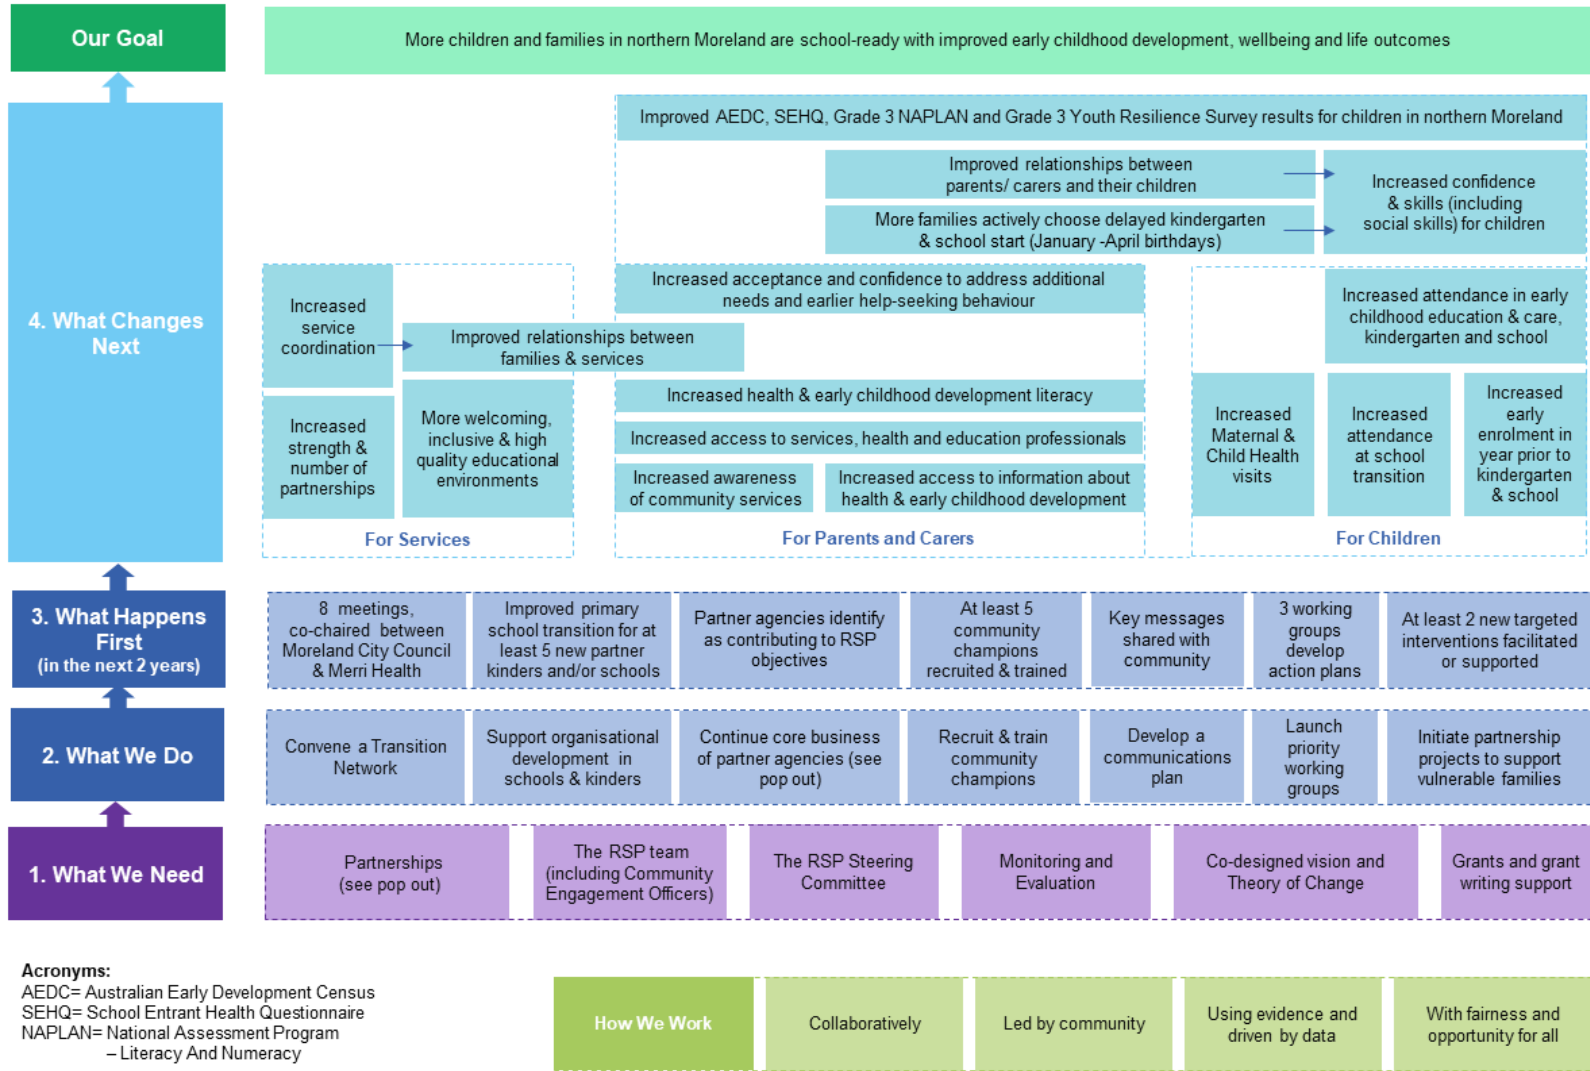 Our Goal
More children and families in northern Moreland are school-ready with improved early childhood development, wellbeing and life outcomes
4. What Changes
Next
Improved AEDC, SEHQ, Grade 3 NAPLAN and Grade 3 Youth Resilience Survey results for children in northern Moreland
Improved relationships between
parents/ carers and their children
More families actively choose delayed kindergarten
& school start (January -April birthdays)
Increased confidence
& skills (including
social skills) for children
Increased
service
coordination
Improved relationships between
families & services
Increased
strength &
number of
partnerships
More welcoming,
inclusive & high
quality educational
environments
For Services
Increased acceptance and confidence to address additional
needs and earlier help-seeking behaviour
Increased health & early childhood development literacy
Increased access to services, health and education professionals
Increased awareness
of community services
Increased access to information about
health & early childhood development
For Parents and Carers
Increased attendance in early
childhood education & care,
kindergarten and school
Increased
Maternal &
Child Health
visits
Increased
attendance
at school
transition
Increased
early
enrolment in
year prior to
kindergarten
& school
For Children
3. What Happens
First
(in the next 2 years)
8 meetings,
co-chaired between
Moreland City Council
& Merri Health
Improved primary
school transition for at
least 5 new partner
kinders and/or schools
Partner agencies identify
as contributing to RSP
objectives
At least 5
community
champions
recruited & trained
Key messages
shared with
community
3 working
groups
develop
action plans
At least 2 new targeted
interventions facilitated
or supported
2. What We Do
Convene a Transition
Network
Support organisational
development in
schools & kinders
Continue core business
of partner agencies (see
pop out)
Recruit & train
community
champions
Develop a
communications
plan
Launch
priority
working
groups
Initiate partnership
projects to support
vulnerable families
1. What We Need
Partnerships
(see pop out)
The RSP team
(including Community
Engagement Officers)
The RSP Steering
Committee
Monitoring and
Evaluation
Co-designed vision and
Theory of Change
Grants and grant
writing support
Acronyms:
AEDC= Australian Early Development Census
SEHQ= School Entrant Health Questionnaire
NAPLAN= National Assessment Program
– Literacy And Numeracy
How We Work
Collaboratively
Led by community
Using evidence and
driven by data
With fairness and
opportunity for all